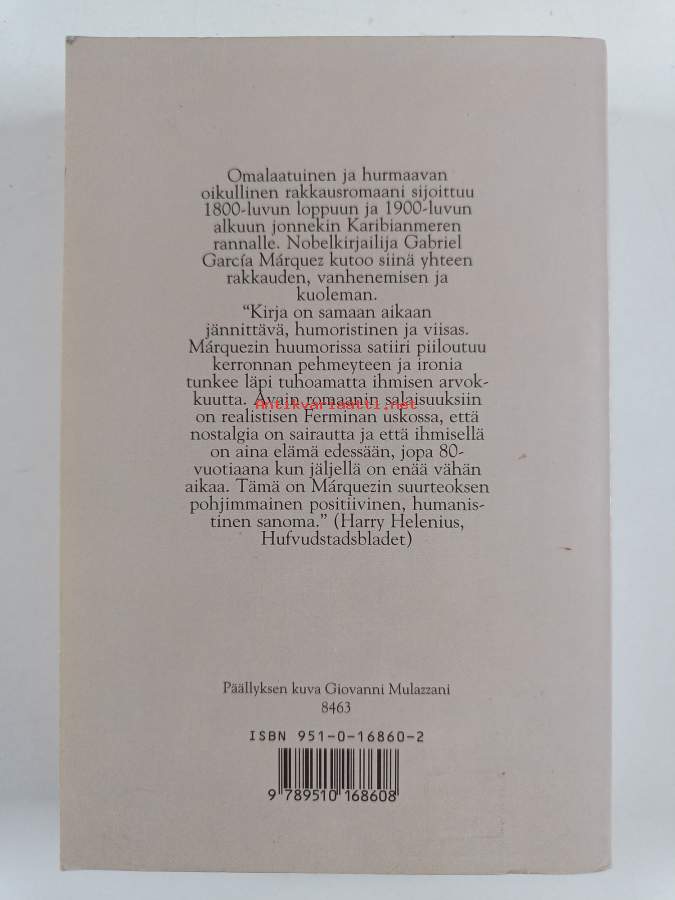 Omalaatuinen ja hurmaavan
oikullinen rakkausromaani sijoittuu
1800-luvun loppuun ja 1900-luvun
alkuun jonnekin Karibianmeren
rannalle. Nobelkirjailija Gabriel
García Márquez kutoo siinä yhteen
rakkauden, vanhenemisen ja
kuoleman.
“Kirja on samaan aikaan
jännittävä, humoristinen ja viisas.
Márquezin huumorissa satiiri piiloutuu
kerronnan pehmeyteen ja ironia
tunkee läpi tuhoamatta ihmisen arvok-
kuutta. Avain romaanin salaisuuksiin
Antikvariaatti.net
on realistisen Ferminan uskossa, että
nostalgia on sairautta ja että ihmisellä
on aina elämä edessään, jopa 80-
vuotiaana kun jäljellä on enää vähän
aikaa. Tämä on Márquezin suurteoksen
pohjimmainen positiivinen, humanis-
tinen sanoma.” (Harry Helenius,
Hufvudstadsbladet)
Päällyksen kuva Giovanni Mulazzani
8463
ISBN 951-0-16860-2
9 789510 168608